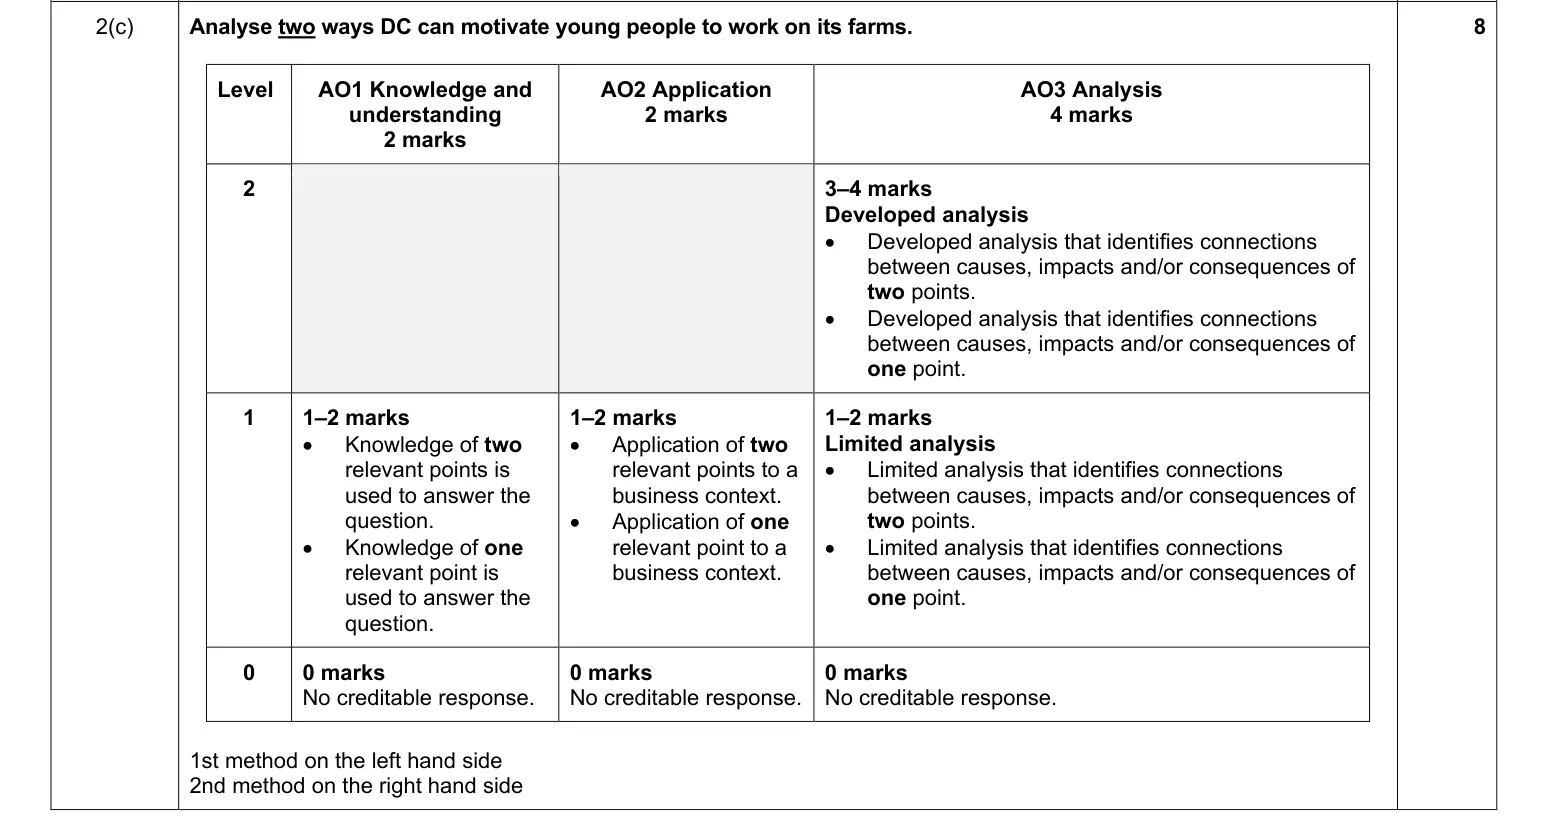 2(c)
Analyse two ways DC can motivate young people to work on its farms.
8
Level
AO1 Knowledge and
understanding
2 marks
AO2 Application
2 marks
AO3 Analysis
4 marks
2
3–4 marks
Developed analysis
• Developed analysis that identifies connections
between causes, impacts and/or consequences of
two points.
• Developed analysis that identifies connections
between causes, impacts and/or consequences of
one point.
1
1–2 marks
• Knowledge of two
relevant points is
used to answer the
question.
• Knowledge of one
relevant point is
used to answer the
question.
1–2 marks
• Application of two
relevant points to a
business context.
• Application of one
relevant point to a
business context.
1–2 marks
Limited analysis
• Limited analysis that identifies connections
between causes, impacts and/or consequences of
two points.
• Limited analysis that identifies connections
between causes, impacts and/or consequences of
one point.
0
0 marks
No creditable response.
0 marks
No creditable response.
0 marks
No creditable response.
1st method on the left hand side
2nd method on the right hand side